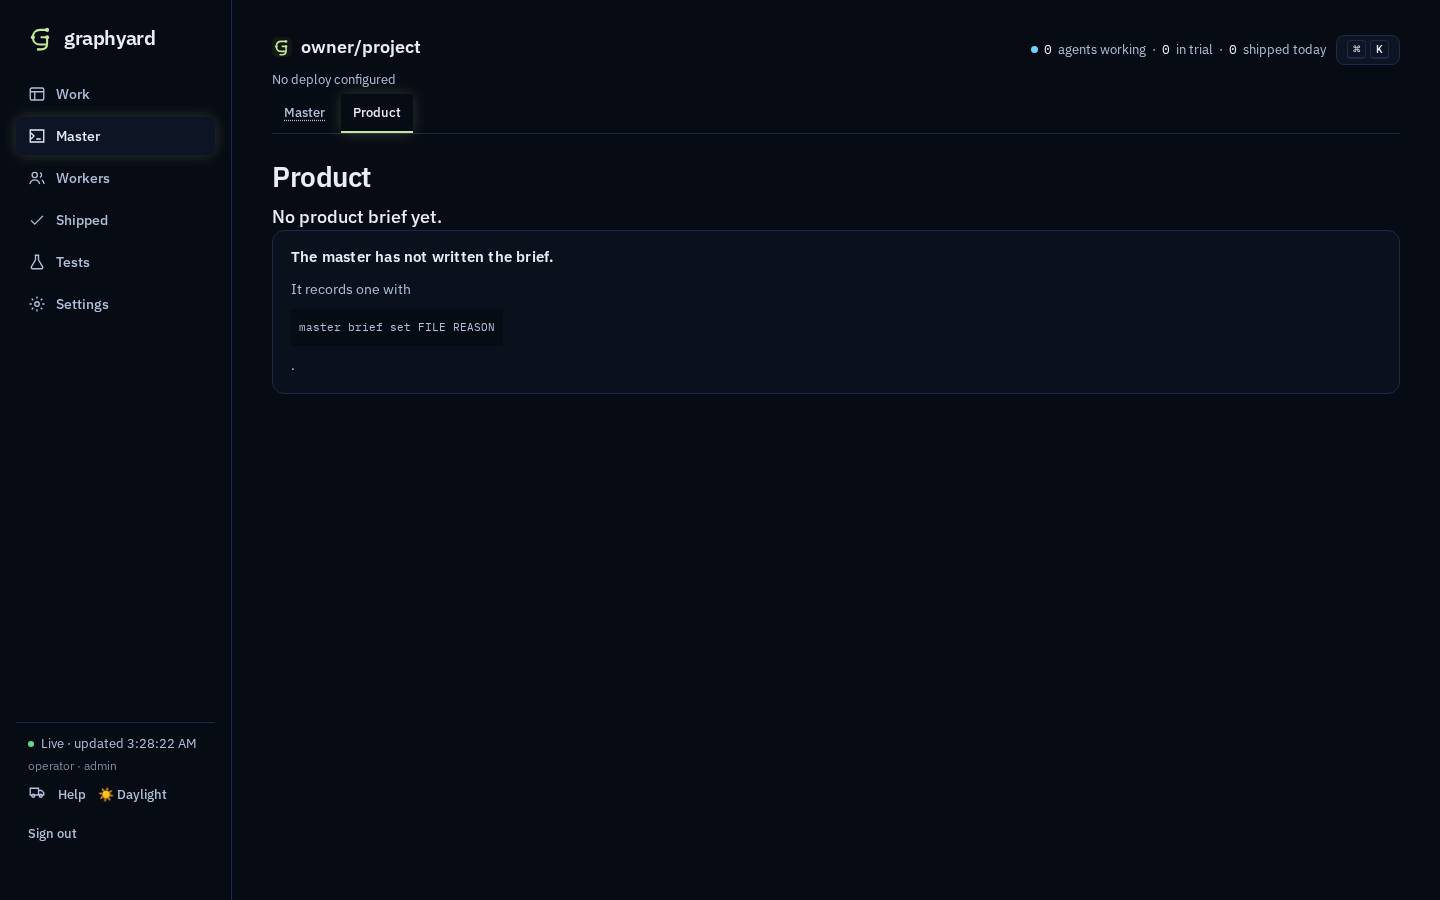 graphyard
Work
Master
Workers
Shipped
Tests
Settings
Live · updated 3:28:22 AM
operator · admin
Help ☀️ Daylight
Sign out
owner/project
0 agents working · 0 in trial · 0 shipped today ⌘ K
No deploy configured
Master Product
Product
No product brief yet.
The master has not written the brief.
It records one with
master brief set FILE REASON
.